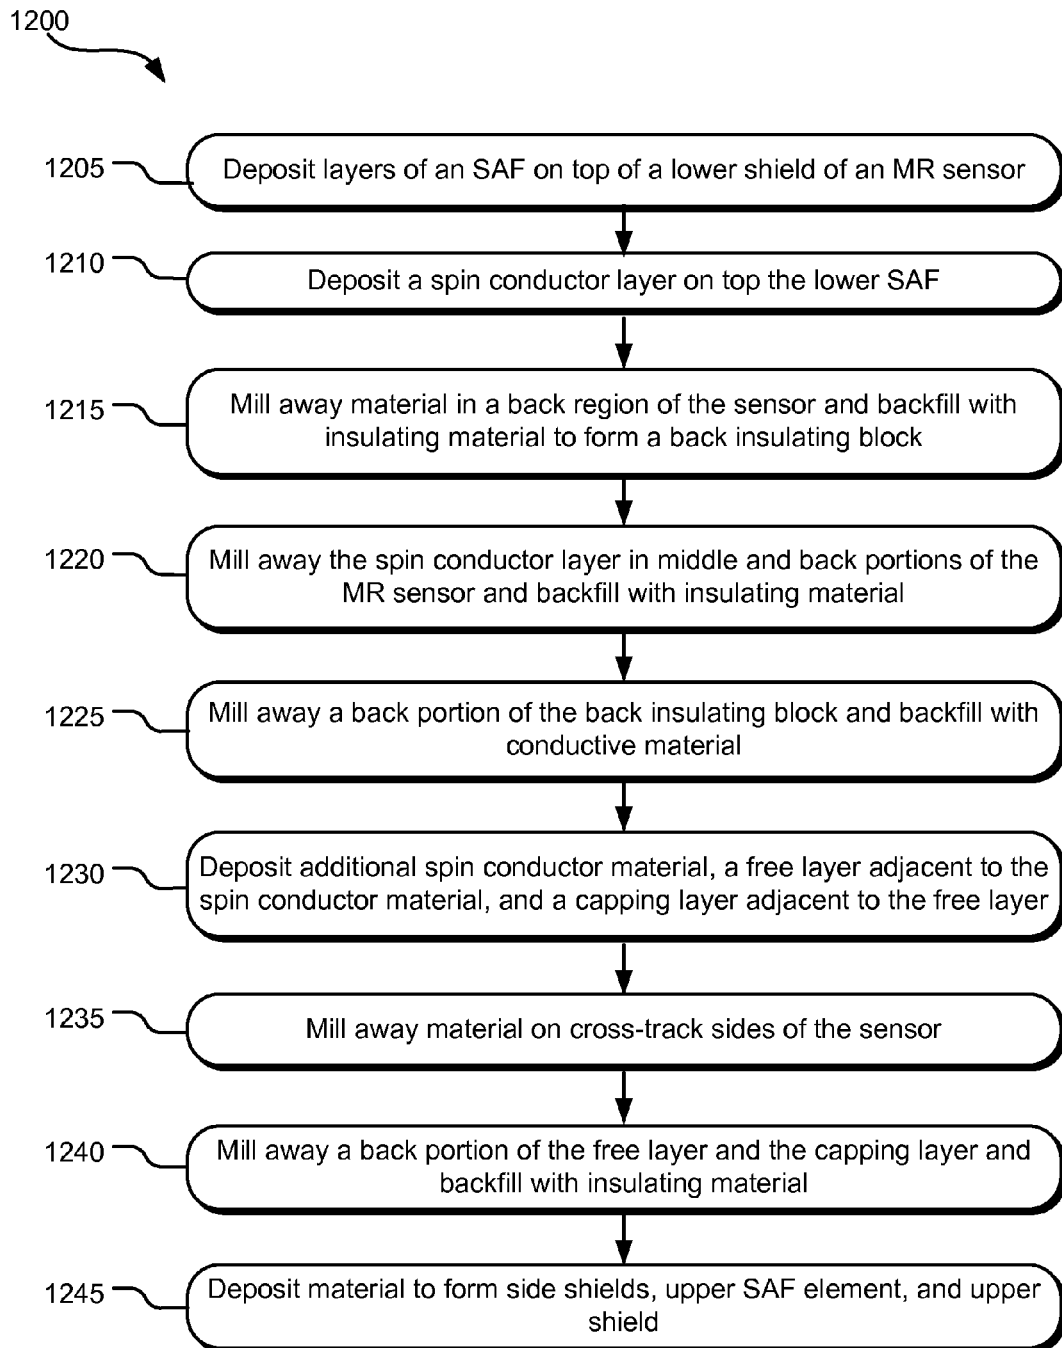 1200
1205
Deposit layers of an SAF on top of a lower shield of an MR sensor
1210
Deposit a spin conductor layer on top the lower SAF
1215
Mill away material in a back region of the sensor and backfill with
insulating material to form a back insulating block
1220
Mill away the spin conductor layer in middle and back portions of the
MR sensor and backfill with insulating material
1225
Mill away a back portion of the back insulating block and backfill with
conductive material
1230
Deposit additional spin conductor material, a free layer adjacent to the
spin conductor material, and a capping layer adjacent to the free layer
1235
Mill away material on cross-track sides of the sensor
1240
Mill away a back portion of the free layer and the capping layer and
backfill with insulating material
1245
Deposit material to form side shields, upper SAF element, and upper
shield